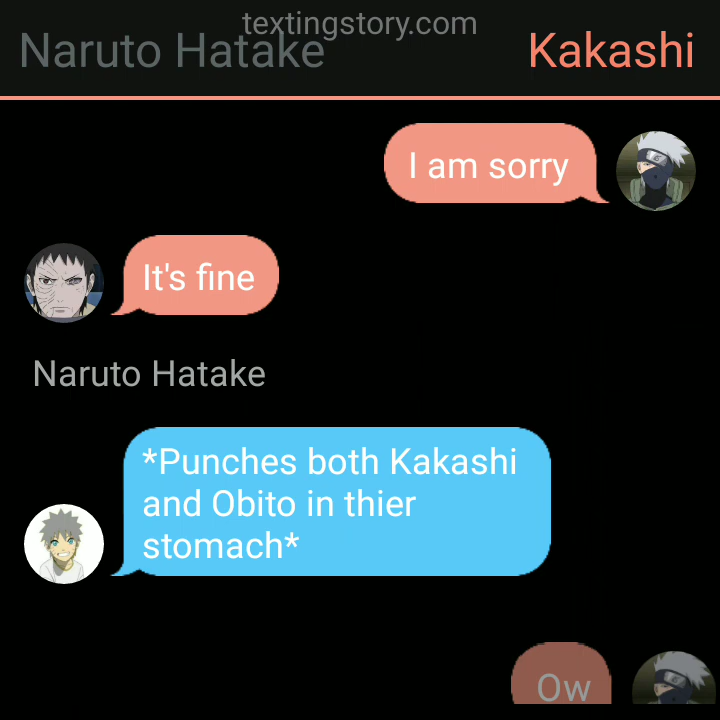 textingstory.com
Naruto Hatake
Kakashi
I am sorry
It's fine
Naruto Hatake
*Punches both Kakashi
and Obito in thier
stomach*
Ow